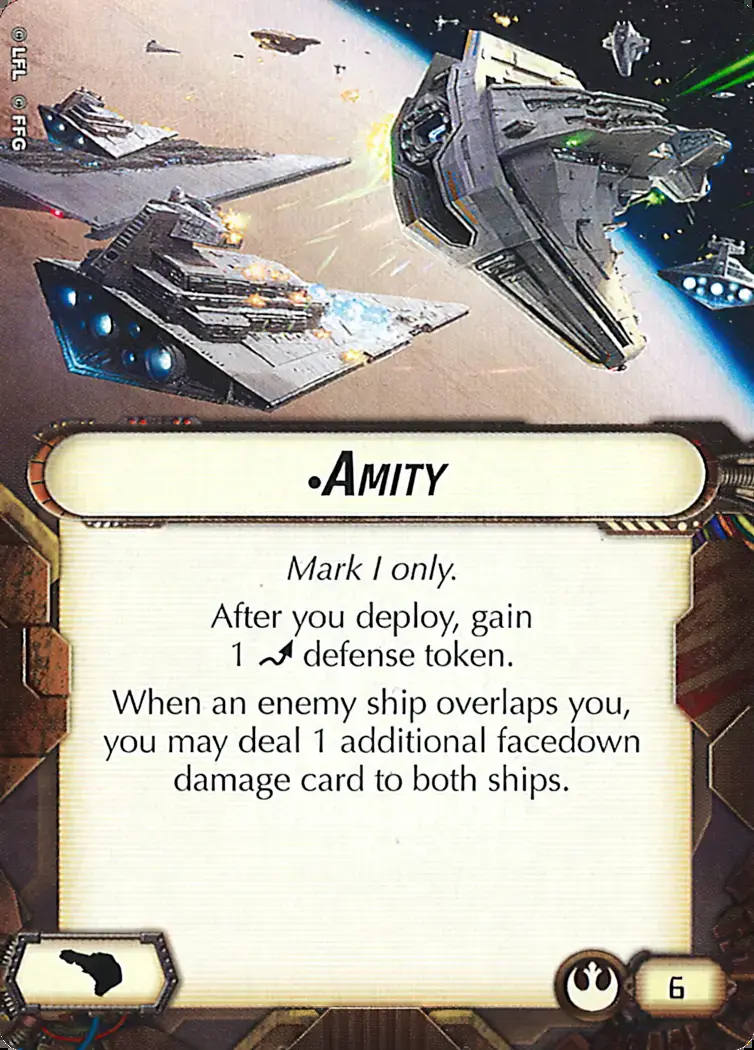 © LFL © FFG
•Amity
Mark I only.
After you deploy, gain
1 defense token.
When an enemy ship overlaps you,
you may deal 1 additional facedown
damage card to both ships.
6